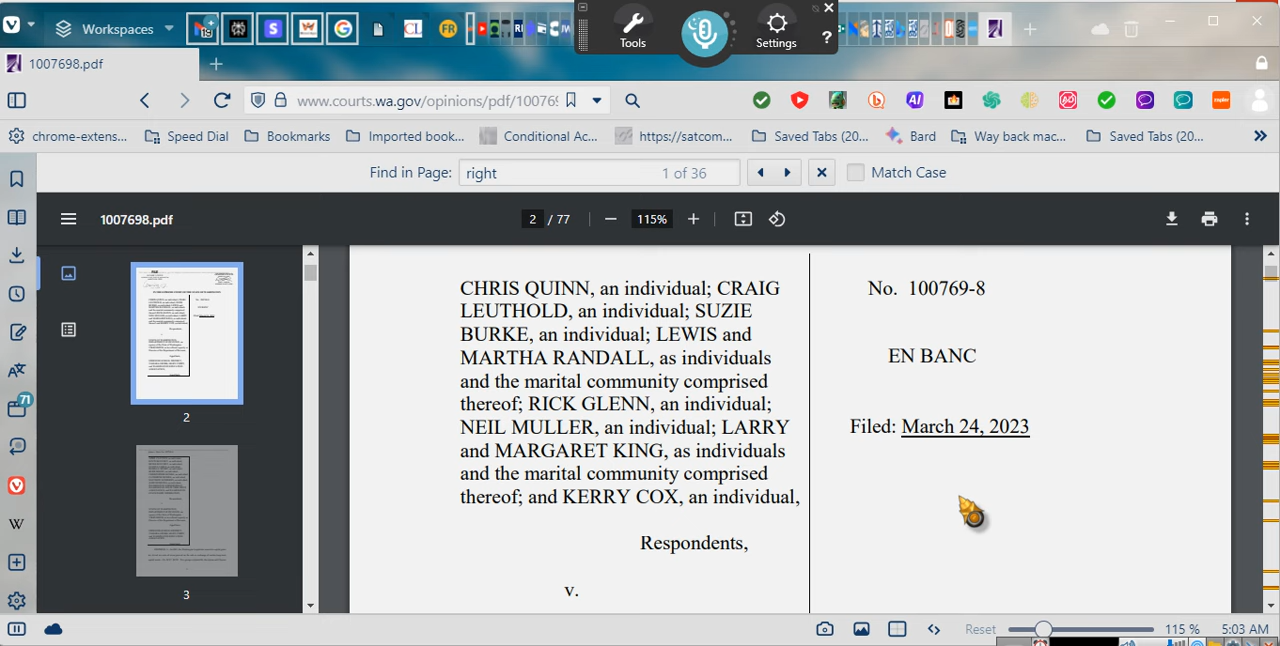 Tools
Settings
?
Workspaces
19
S
G
CL
FR
1007698.pdf
www.courts.wa.gov/opinions/pdf/10076
AI
chrome-extens...
Speed Dial
Bookmarks
Imported book...
Conditional Ac...
https://satcom...
Saved Tabs (20...
Bard
Way back mac...
Saved Tabs (20...
Find in Page:
right
1 of 36
Match Case
1007698.pdf
2 / 77
115%
71
W
2
3
CHRIS QUINN, an individual; CRAIG
LEUTHOLD, an individual; SUZIE
BURKE, an individual; LEWIS and
MARTHA RANDALL, as individuals
and the marital community comprised
thereof; RICK GLENN, an individual;
NEIL MULLER, an individual; LARRY
and MARGARET KING, as individuals
and the marital community comprised
thereof; and KERRY COX, an individual,
Respondents,
v.
No. 100769-8
EN BANC
Filed: March 24, 2023
Reset
115 %
5:03 AM